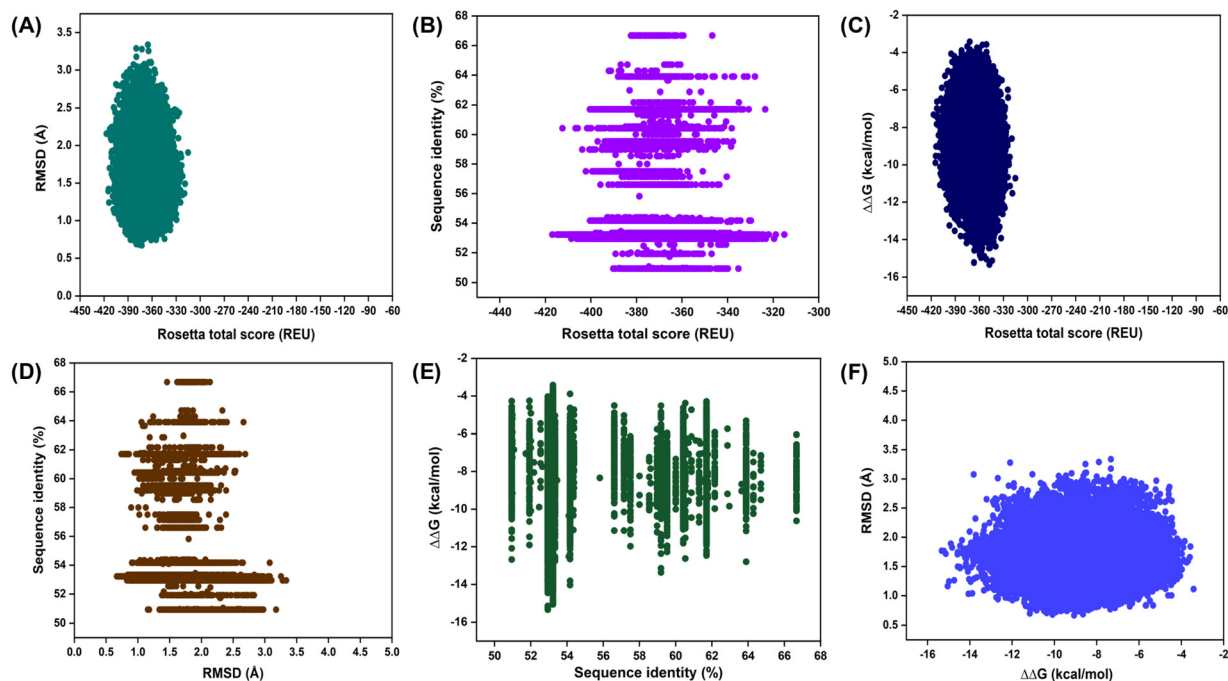 (A)
RMSD (Å)
3.5
3.0
2.5
2.0
1.5
1.0
0.5
0.0
-450 -420 -390 -360 -330 -300 -270 -240 -210 -180 -150 -120 -90 -60
Rosetta total score (REU)
(B)
Sequence identity (%)
68
66
64
62
60
58
56
54
52
50
-440 -420 -400 -380 -360 -340 -320 -300
Rosetta total score (REU)
(C)
ΔΔG (kcal/mol)
-2
-4
-6
-8
-10
-12
-14
-16
-450 -420 -390 -360 -330 -300 -270 -240 -210 -180 -150 -120 -90 -60
Rosetta total score (REU)
(D)
Sequence identity (%)
68
66
64
62
60
58
56
54
52
50
0.0 0.5 1.0 1.5 2.0 2.5 3.0 3.5 4.0 4.5 5.0
RMSD (Å)
(E)
ΔΔG (kcal/mol)
-2
-4
-6
-8
-10
-12
-14
-16
50 52 54 56 58 60 62 64 66 68
Sequence identity (%)
(F)
RMSD (Å)
5.0
4.5
4.0
3.5
3.0
2.5
2.0
1.5
1.0
0.5
-16 -14 -12 -10 -8 -6 -4 -2
ΔΔG (kcal/mol)